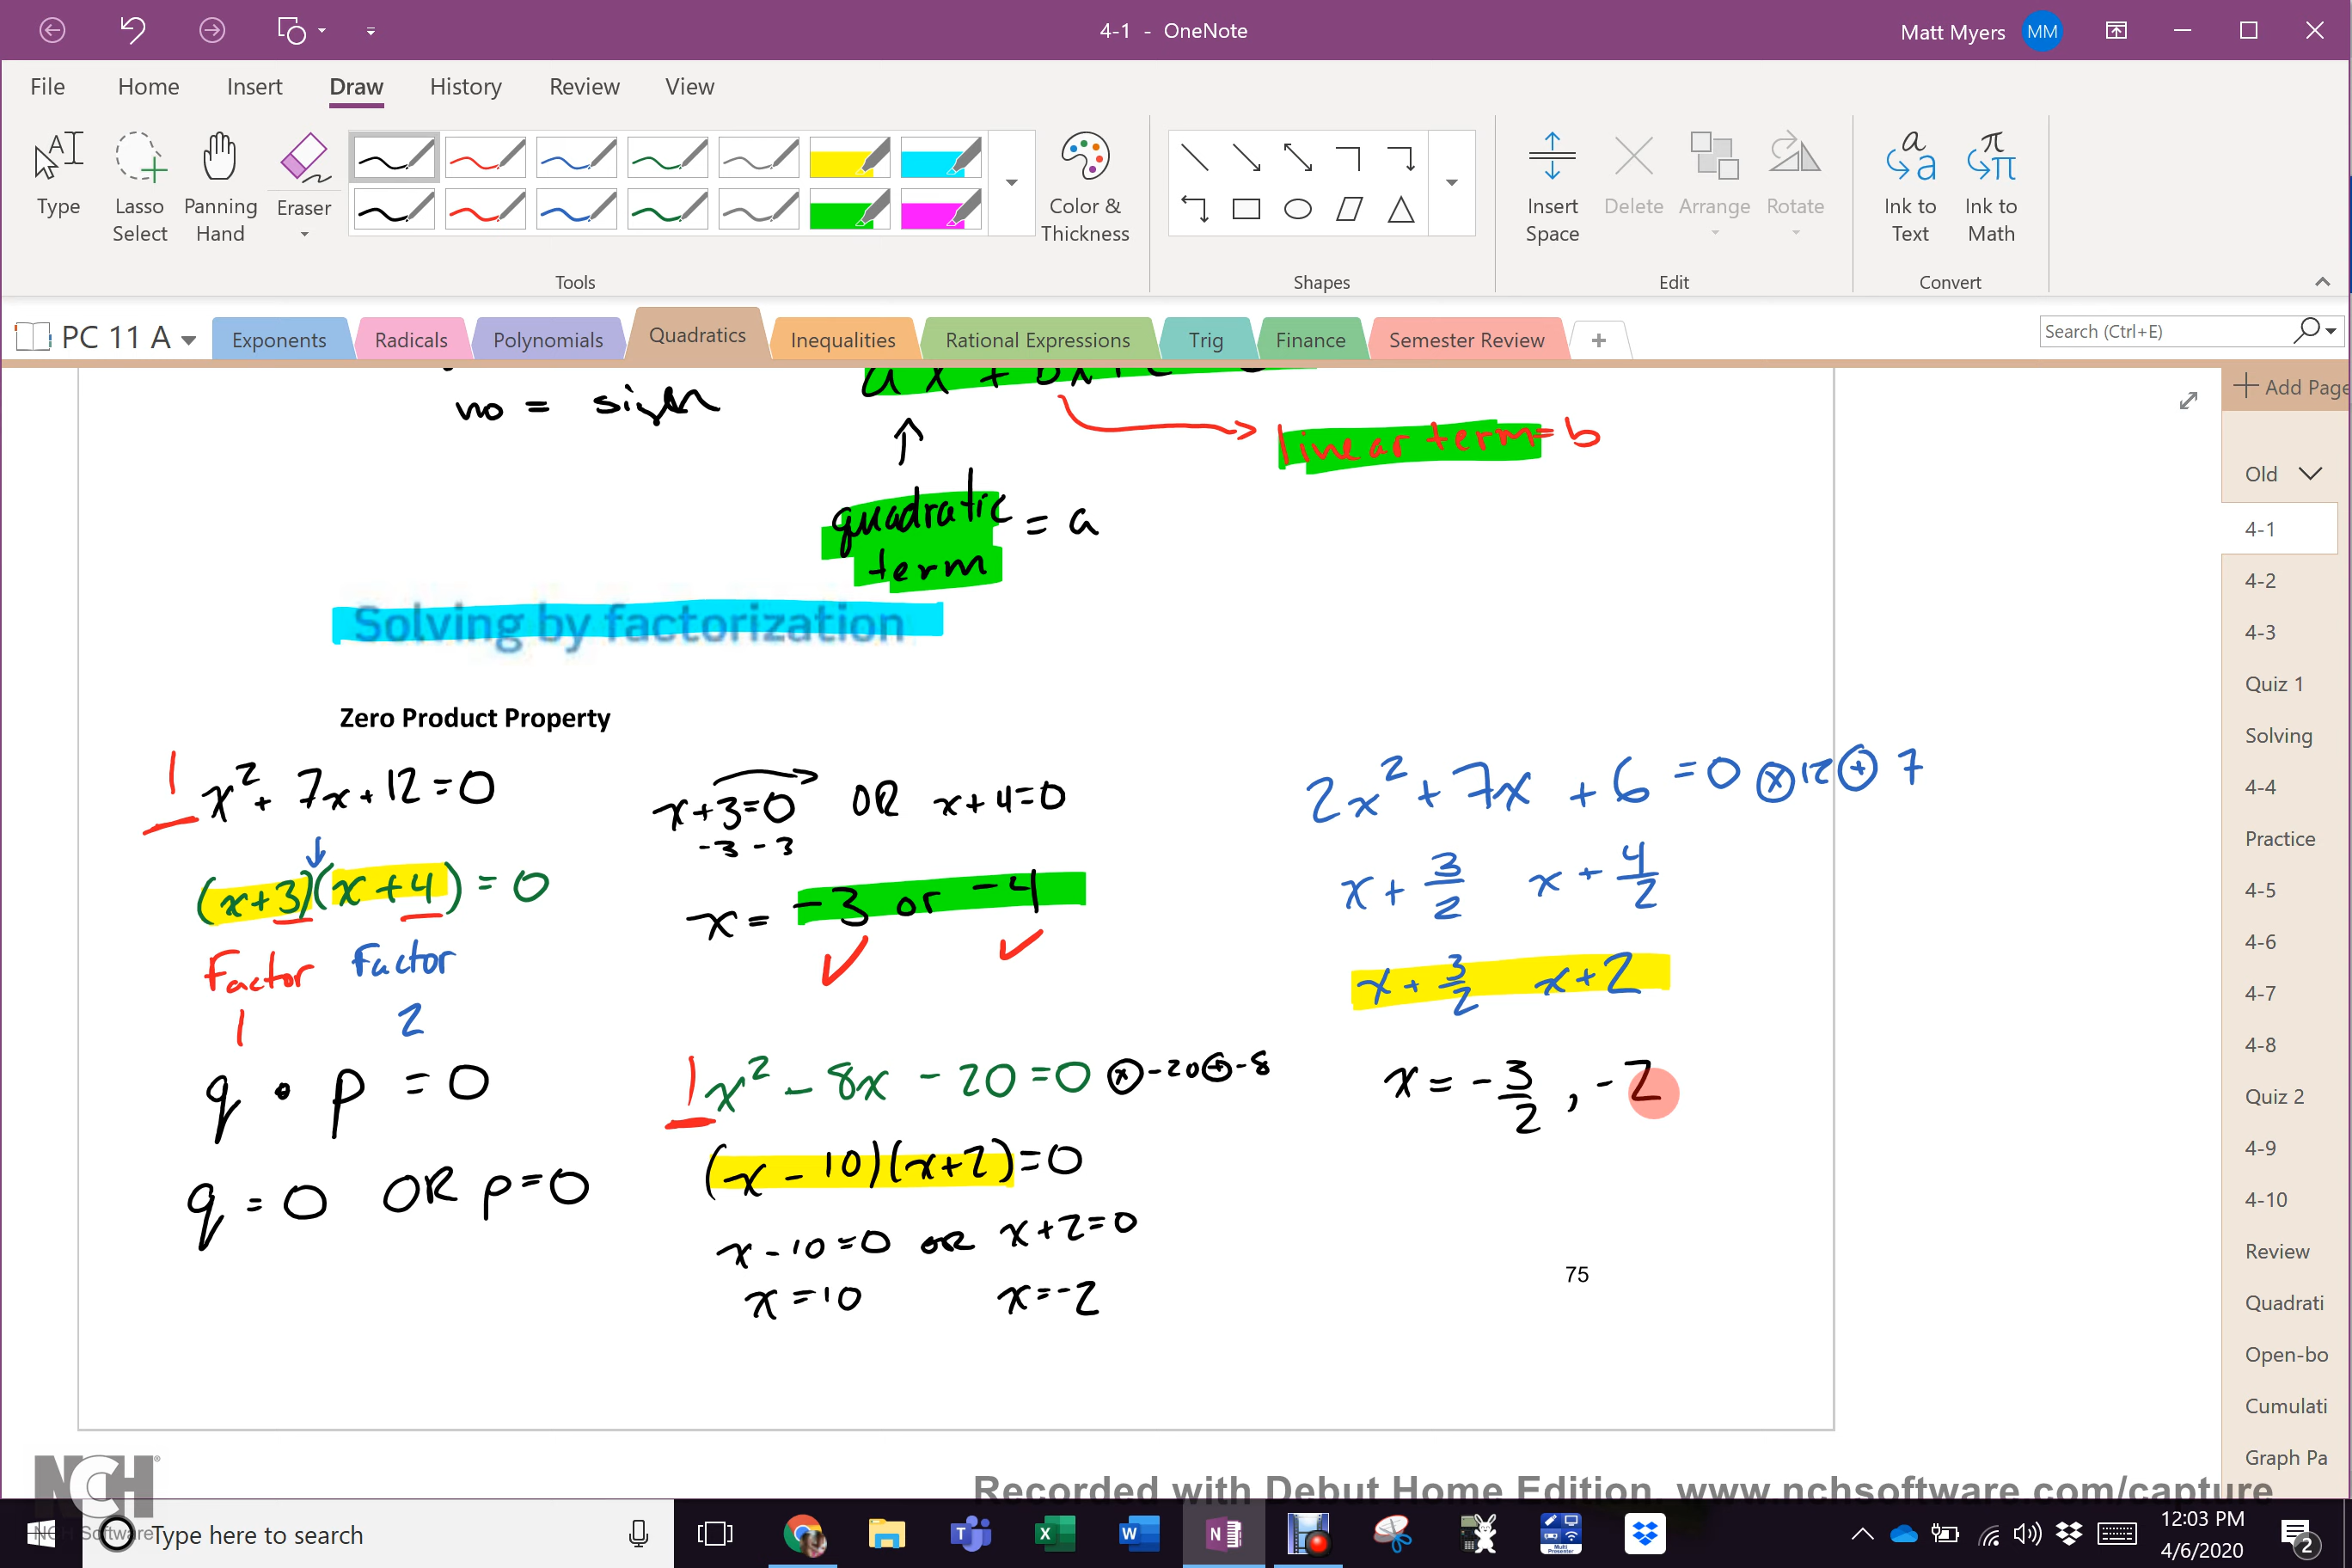 4-1 - OneNote
Matt Myers MM
File Home Insert Draw History Review View
Type
Lasso Select
Panning Hand
Eraser
Color & Thickness
Insert Space
Delete
Arrange
Rotate
Ink to Text
Ink to Math
Tools Shapes Edit Convert
PC 11 A
Exponents Radicals Polynomials Quadratics Inequalities Rational Expressions Trig Finance Semester Review +
Search (Ctrl+E)
Add Page
Old
4-1
4-2
4-3
Quiz 1
Solving
4-4
Practice
4-5
4-6
4-7
4-8
Quiz 2
4-9
4-10
Review
Quadrati
Open-bo
Cumulati
Graph Pa
no =
linear term = b
quadratic term = a
Solving by factorization
Zero Product Property
1x² + 7x + 12 = 0
(x+3)(x+4) = 0
Factor 1 Factor 2
q • p = 0
q = 0 OR p = 0
x+3=0 OR x+4=0
-3 -3
x = -3 or -4
1x² - 8x - 20 = 0 ⊗ -20 ⊕ -8
(x - 10)(x+2) = 0
x - 10 = 0 or x+2=0
x = 10 x = -2
2x² + 7x + 6 = 0 ⊗ 12 ⊕ 7
x + 3/2 x + 4/2
x + 3/2 x+2
x = -3/2, -2
75
NCH®
NCH Software
Recorded with Debut Home Edition. www.nchsoftware.com/capture
Type here to search
12:03 PM
4/6/2020
2